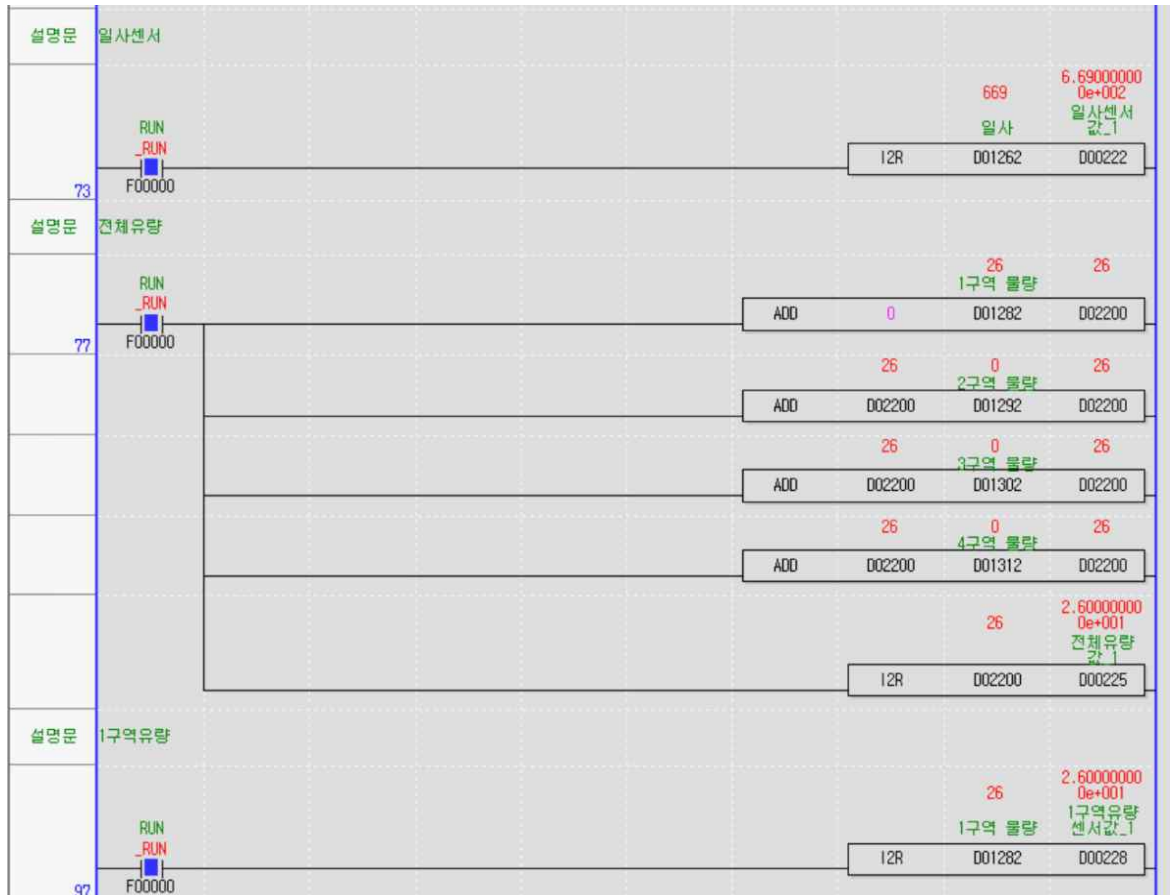 설명문 일사센서
6.69000000
669 0e+002
일사센서
RUN 일사 값_1
_RUN
I2R D01262 D00222
73 F00000
설명문 전체유량
26 26
RUN 1구역 물량
_RUN
ADD 0 D01282 D02200
77 F00000
26 0 26
2구역 물량
ADD D02200 D01292 D02200
26 0 26
3구역 물량
ADD D02200 D01302 D02200
26 0 26
4구역 물량
ADD D02200 D01312 D02200
2.60000000
26 0e+001
전체유량
값_1
I2R D02200 D00225
설명문 1구역유량
2.60000000
26 0e+001
1구역유량
RUN 1구역 물량 센서값_1
_RUN
I2R D01282 D00228
97 F00000